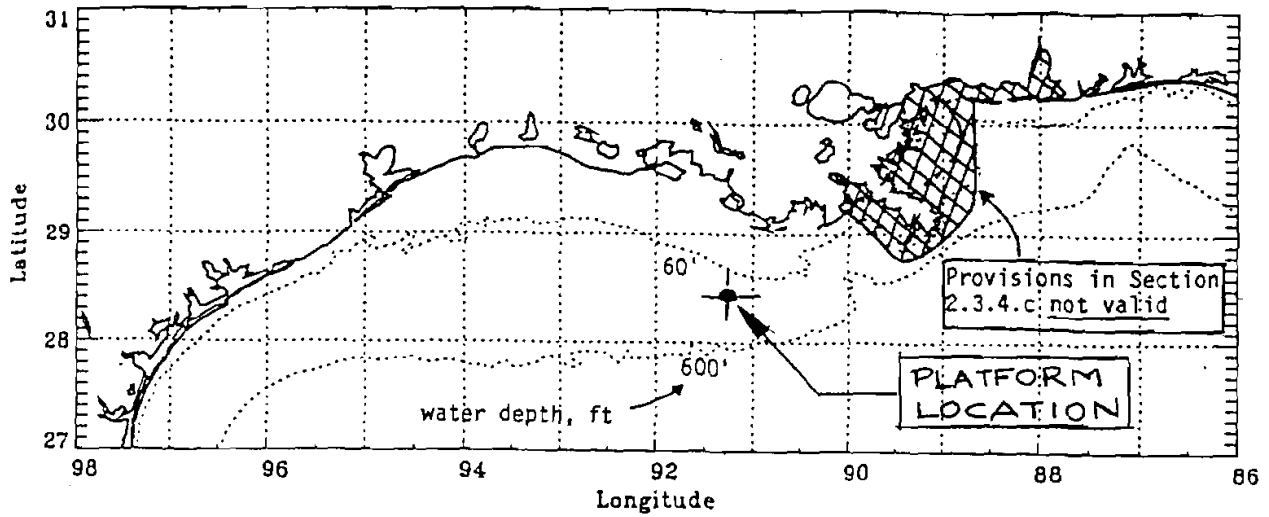 31
30
29
28
27
Latitude
98
96
94
92
90
88
86
Longitude
60'
600'
water depth, ft
Provisions in Section
2.3.4.c not valid
PLATFORM
LOCATION